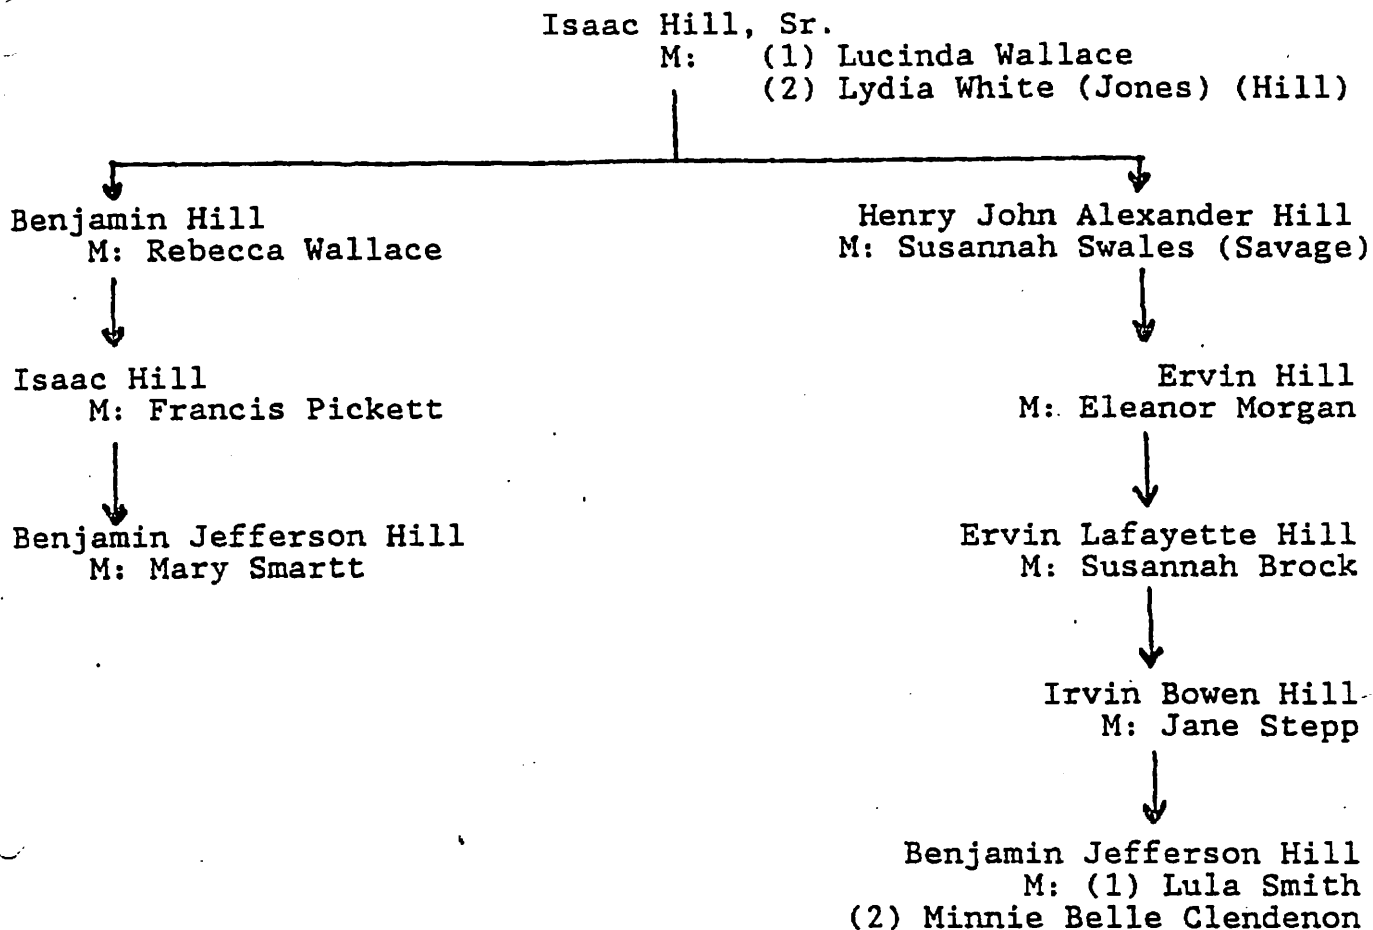 Isaac Hill, Sr.
M: (1) Lucinda Wallace
(2) Lydia White (Jones) (Hill)
Benjamin Hill
M: Rebecca Wallace
Henry John Alexander Hill
M: Susannah Swales (Savage)
Isaac Hill
M: Francis Pickett
Ervin Hill
M: Eleanor Morgan
Benjamin Jefferson Hill
M: Mary Smartt
Ervin Lafayette Hill
M: Susannah Brock
Irvin Bowen Hill
M: Jane Stepp
Benjamin Jefferson Hill
M: (1) Lula Smith
(2) Minnie Belle Clendenon